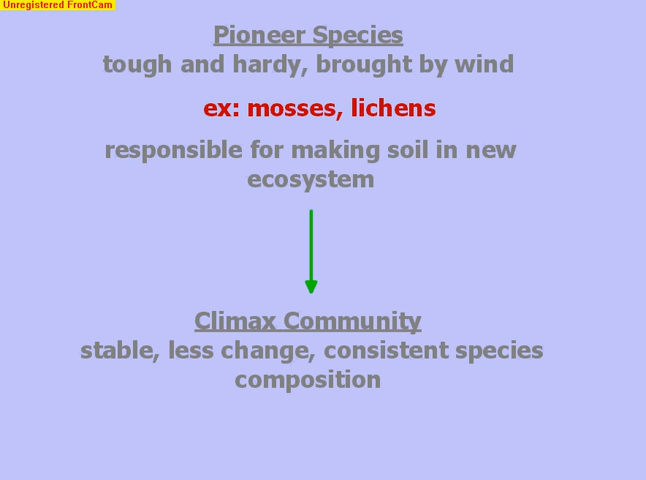 Unregistered FrontCam
Pioneer Species
tough and hardy, brought by wind
ex: mosses, lichens
responsible for making soil in new
ecosystem
Climax Community
stable, less change, consistent species
composition